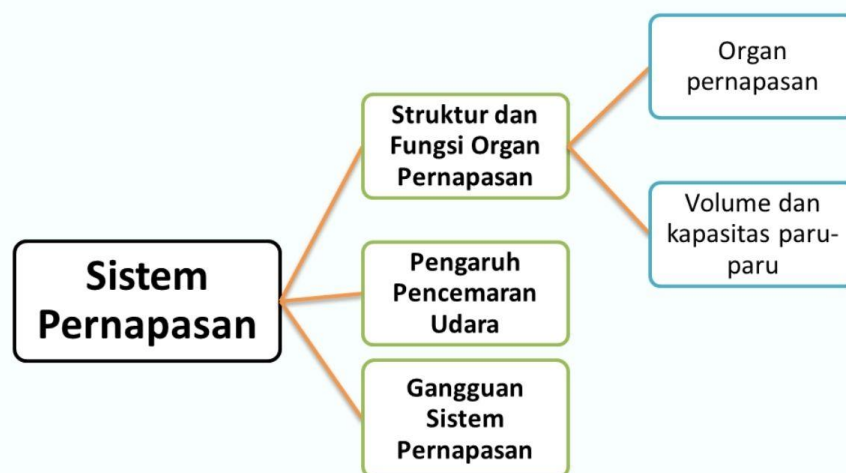 Sistem
Pernapasan
Struktur dan
Fungsi Organ
Pernapasan
Organ
pernapasan
Volume dan
kapasitas paru-
paru
Pengaruh
Pencemaran
Udara
Gangguan
Sistem
Pernapasan